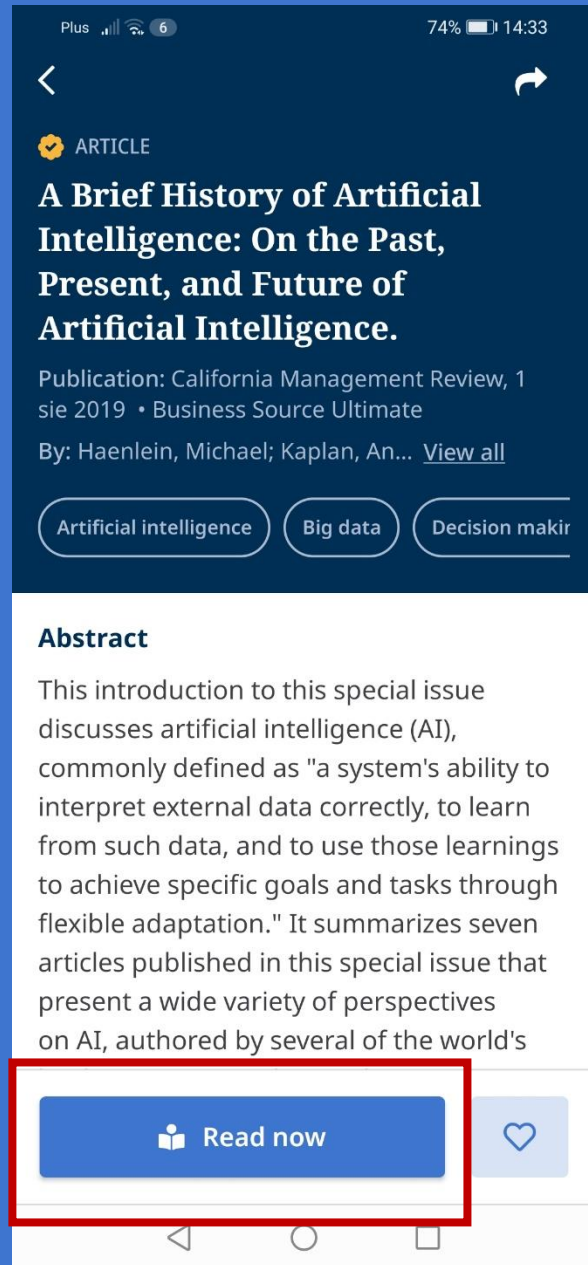 Plus 6 74% 14:33
ARTICLE
A Brief History of Artificial
Intelligence: On the Past,
Present, and Future of
Artificial Intelligence.
Publication: California Management Review, 1
sie 2019 • Business Source Ultimate
By: Haenlein, Michael; Kaplan, An... View all
Artificial intelligence Big data Decision makin
Abstract
This introduction to this special issue
discusses artificial intelligence (AI),
commonly defined as "a system's ability to
interpret external data correctly, to learn
from such data, and to use those learnings
to achieve specific goals and tasks through
flexible adaptation." It summarizes seven
articles published in this special issue that
present a wide variety of perspectives
on AI, authored by several of the world's
Read now